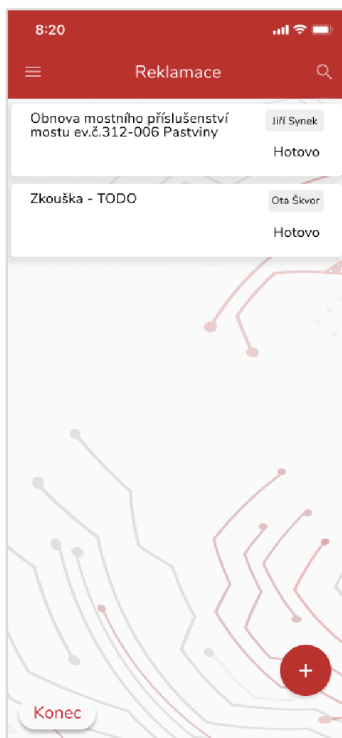 8:20
Reklamace
Obnova mostního příslušenství
mostu ev.č.312-006 Pastviny
Jiří Synek
Hotovo
Zkouška - TODO
Ota Škvor
Hotovo
+
Konec